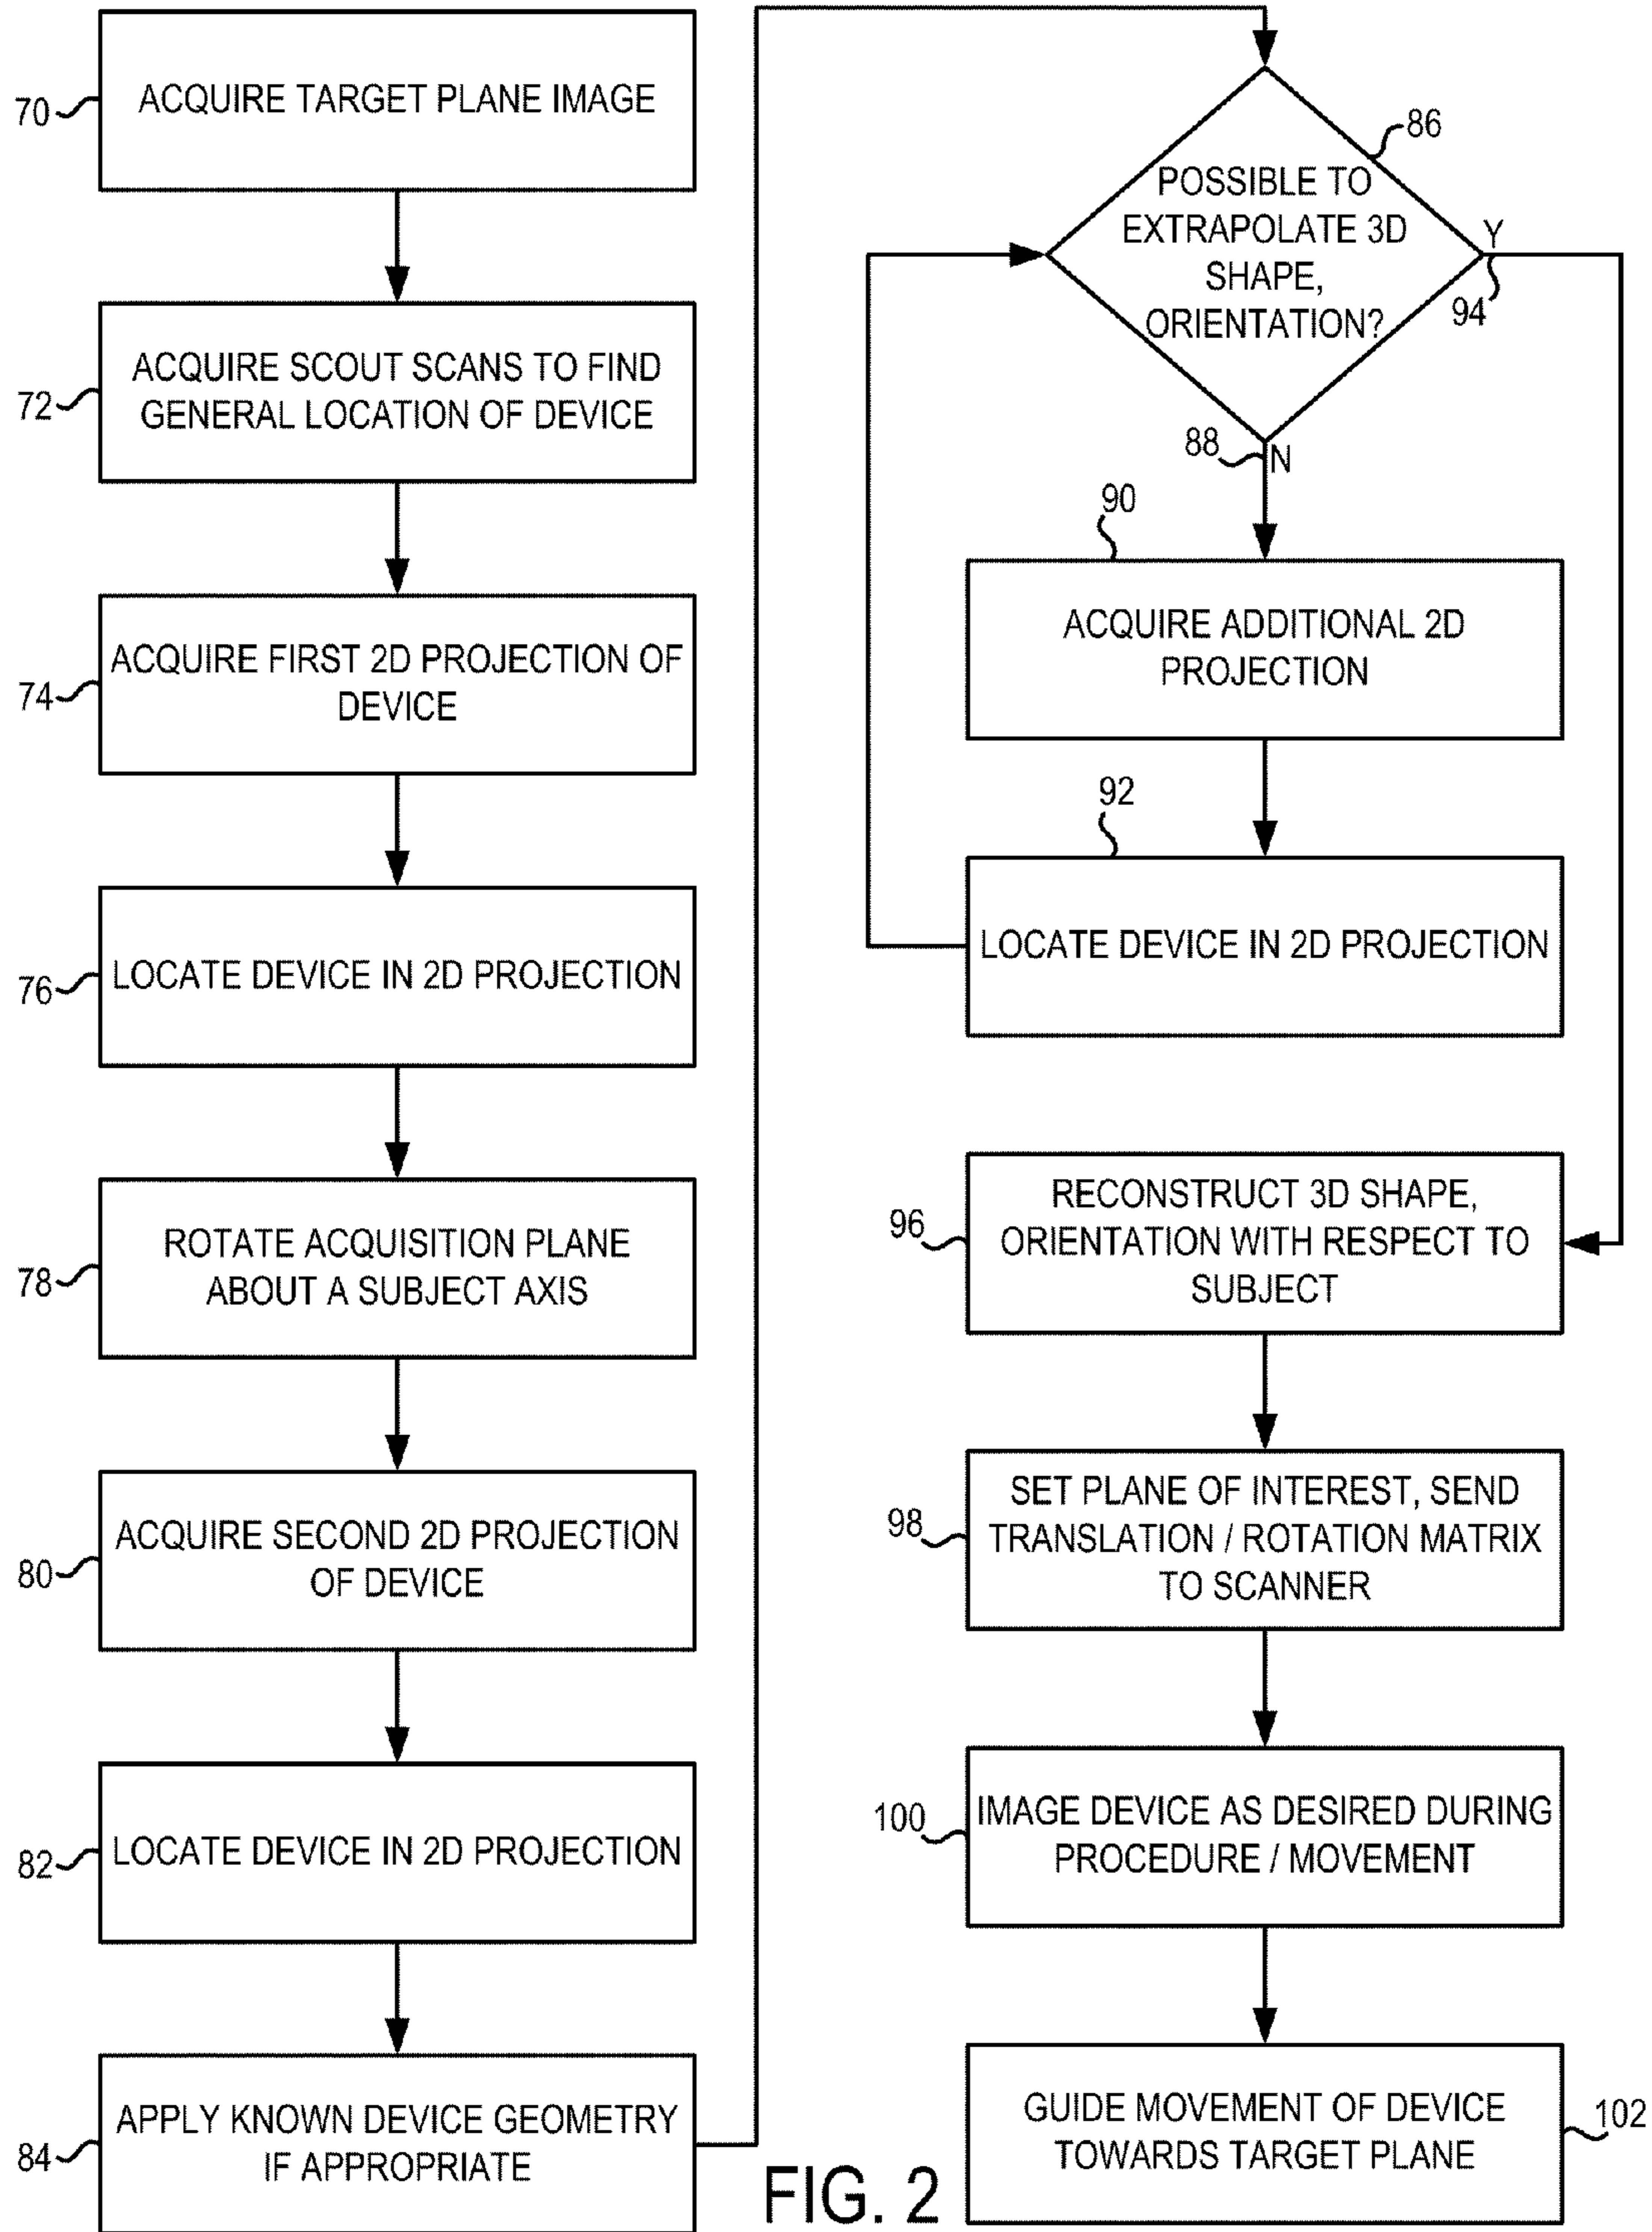 70
ACQUIRE TARGET PLANE IMAGE
72
ACQUIRE SCOUT SCANS TO FIND
GENERAL LOCATION OF DEVICE
74
ACQUIRE FIRST 2D PROJECTION OF
DEVICE
76
LOCATE DEVICE IN 2D PROJECTION
78
ROTATE ACQUISITION PLANE
ABOUT A SUBJECT AXIS
80
ACQUIRE SECOND 2D PROJECTION
OF DEVICE
82
LOCATE DEVICE IN 2D PROJECTION
84
APPLY KNOWN DEVICE GEOMETRY
IF APPROPRIATE
86
POSSIBLE TO
EXTRAPOLATE 3D
SHAPE,
ORIENTATION?
Y
94
88
N
90
ACQUIRE ADDITIONAL 2D
PROJECTION
92
LOCATE DEVICE IN 2D PROJECTION
96
RECONSTRUCT 3D SHAPE,
ORIENTATION WITH RESPECT TO
SUBJECT
98
SET PLANE OF INTEREST, SEND
TRANSLATION / ROTATION MATRIX
TO SCANNER
100
IMAGE DEVICE AS DESIRED DURING
PROCEDURE / MOVEMENT
GUIDE MOVEMENT OF DEVICE
TOWARDS TARGET PLANE
102
FIG. 2